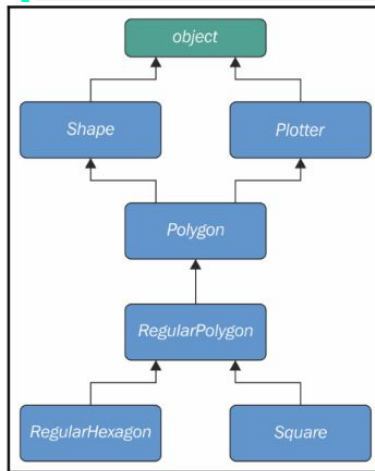 object
Shape
Plotter
Polygon
RegularPolygon
RegularHexagon
Square